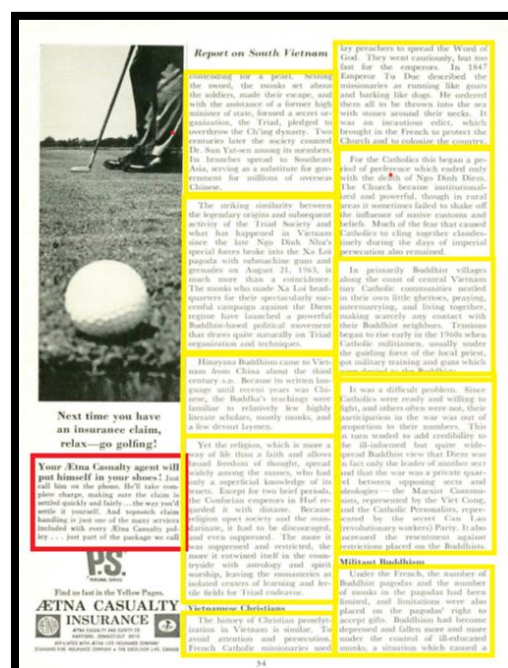 Report on South Vietnam
contending for a pearl. Seizing
the sword, the monks set about
the soldiers, made their escape, and
with the assistance of a former high
minister of state, formed a secret or-
ganization, the Triad, pledged to
overthrow the Ch'ing dynasty. Two
centuries later the society counted
Dr. Sun Yat-sen among its members.
Its branches spread to Southeast
Asia, serving as a substitute for gov-
ernment for millions of overseas
Chinese.
The striking similarity between
the legendary origins and subsequent
activity of the Triad Society and
what has happened in Vietnam
since the late Ngo Dinh Nhu's
special forces broke into the Xa Loi
pagoda with submachine guns and
grenades on August 21, 1963, is
much more than a coincidence.
The monks who made Xa Loi head-
quarters for their spectacularly suc-
cessful campaign against the Diem
regime have launched a powerful
Buddhist-based political movement
that draws quite naturally on Triad
organization and techniques.
Hinayana Buddhism came to Viet-
nam from China about the third
century A.D. Because its written lan-
guage until recent years was Chi-
nese, the Buddha's teachings were
familiar to relatively few highly
literate scholars, mostly monks, and
a few devout laymen.
Yet the religion, which is more a
way of life than a faith and allows
broad freedom of thought, spread
widely among the masses, who had
only a superficial knowledge of its
tenets. Except for two brief periods,
the Confucian emperors in Hué re-
garded it with distaste. Because
religion upset society and the man-
darinate, it had to be discouraged,
and even suppressed. The more it
was suppressed and restricted, the
more it entwined itself in the coun-
tryside with astrology and spirit
worship, leaving the monasteries as
isolated centers of learning and fer-
tile fields for Triad endeavor.
Vietnamese Christians
The history of Christian proselyt-
ization in Vietnam is similar. To
avoid attention and persecution,
French Catholic missionaries used
lay preachers to spread the Word of
God. They went cautiously, but too
fast for the emperors. In 1847
Emperor Tu Duc described the
missionaries as running like goats
and barking like dogs. He ordered
them all to be thrown into the sea
with stones around their necks. It
was an incautious edict, which
brought in the French to protect the
Church and to colonize the country.
For the Catholics this began a pe-
riod of preference which ended only
with the death of Ngo Dinh Diem.
The Church became institutional-
ized and powerful, though in rural
areas it sometimes failed to shake off
the influence of native customs and
beliefs. Much of the fear that caused
Catholics to cling together clandes-
tinely during the days of imperial
persecution also remained.
In primarily Buddhist villages
along the coast of central Vietnam
tiny Catholic communities nestled
in their own little ghettoes, praying,
intermarrying, and living together,
making scarcely any contact with
their Buddhist neighbors. Tensions
began to rise early in the 1960s when
Catholic militiamen, usually under
the guiding force of the local priest,
got military training and guns which
were denied to the Buddhists.
It was a difficult problem. Since
Catholics were ready and willing to
fight, and others often were not, their
participation in the war was out of
proportion to their numbers. This
in turn tended to add credibility to
the ill-informed but quite wide-
spread Buddhist view that Diem was
in fact only the leader of another sect
and that the war was a private quar-
rel between opposing sects and
ideologies—the Marxist Commu-
nists, represented by the Viet Cong,
and the Catholic Personalists, repre-
sented by the secret Can Lao
(revolutionary workers) Party. It also
increased the resentment against
restrictions placed on the Buddhists.
Militant Buddhism
Under the French, the number of
Buddhist pagodas and the number
of monks in the pagodas had been
limited, and limitations were also
placed on the pagodas' right to
accept gifts. Buddhism had become
depressed and fallen more and more
under the control of ill-educated
monks, a situation which caused a
Next time you have
an insurance claim,
relax—go golfing!
Your Ætna Casualty agent will
put himself in your shoes! Just
call him on the phone. He'll take com-
plete charge, making sure the claim is
settled quickly and fairly...the way you'd
settle it yourself. And topnotch claim
handling is just one of the many services
included with every Ætna Casualty pol-
icy . . . just part of the package we call
P.S.
PERSONAL SERVICE
Find us fast in the Yellow Pages.
ÆTNA CASUALTY
INSURANCE
ÆTNA CASUALTY AND SURETY CO.
HARTFORD, CONNECTICUT 06115
AFFILIATED WITH ÆTNA LIFE INSURANCE COMPANY
STANDARD FIRE INSURANCE COMPANY • THE EXCELSIOR LIFE, CANADA
34